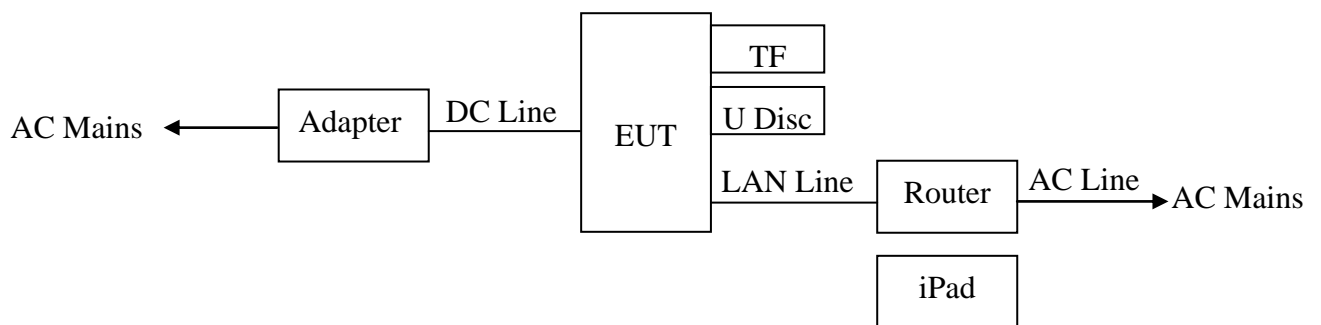 TF
Adapter
DC Line
AC Mains
EUT
U Disc
LAN Line
Router
AC Line
AC Mains
iPad